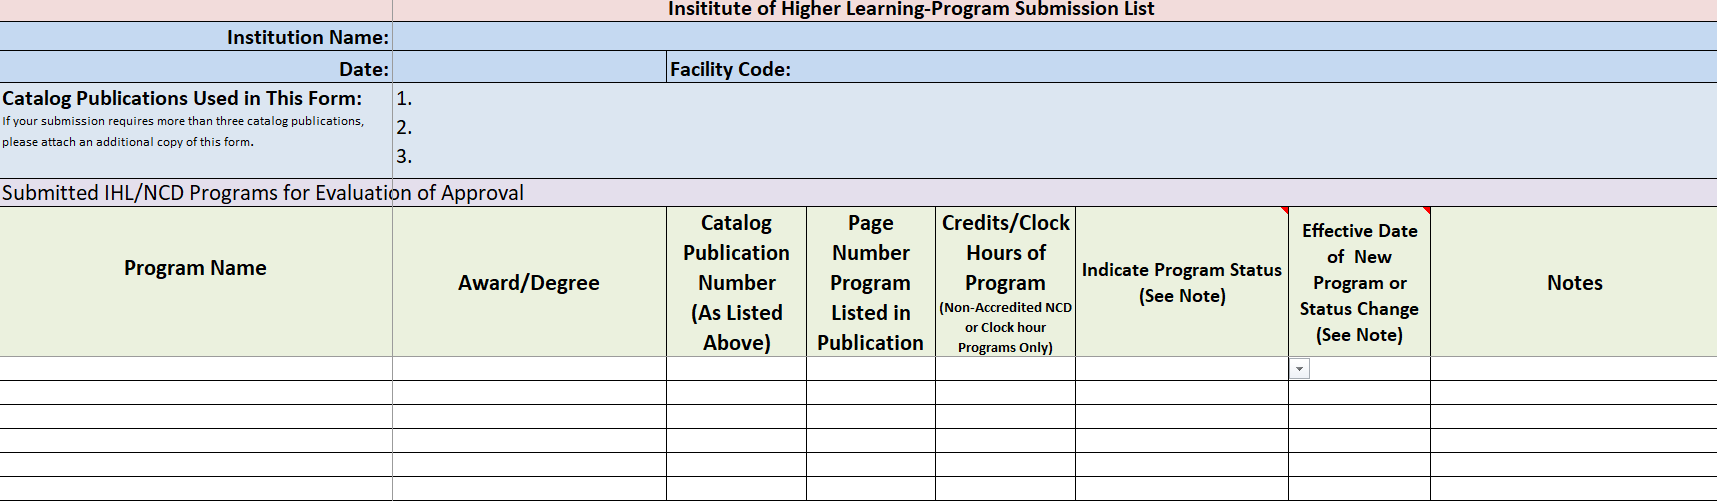 Insititute of Higher Learning-Program Submission List
Institution Name:
Date:
Facility Code:
Catalog Publications Used in This Form:
If your submission requires more than three catalog publications,
please attach an additional copy of this form.
1.
2.
3.
Submitted IHL/NCD Programs for Evaluation of Approval
Program Name
Award/Degree
Catalog
Publication
Number
(As Listed
Above)
Page
Number
Program
Listed in
Publication
Credits/Clock
Hours of
Program
(Non-Accredited NCD
or Clock hour
Programs Only)
Indicate Program Status
(See Note)
Effective Date
of New
Program or
Status Change
(See Note)
Notes